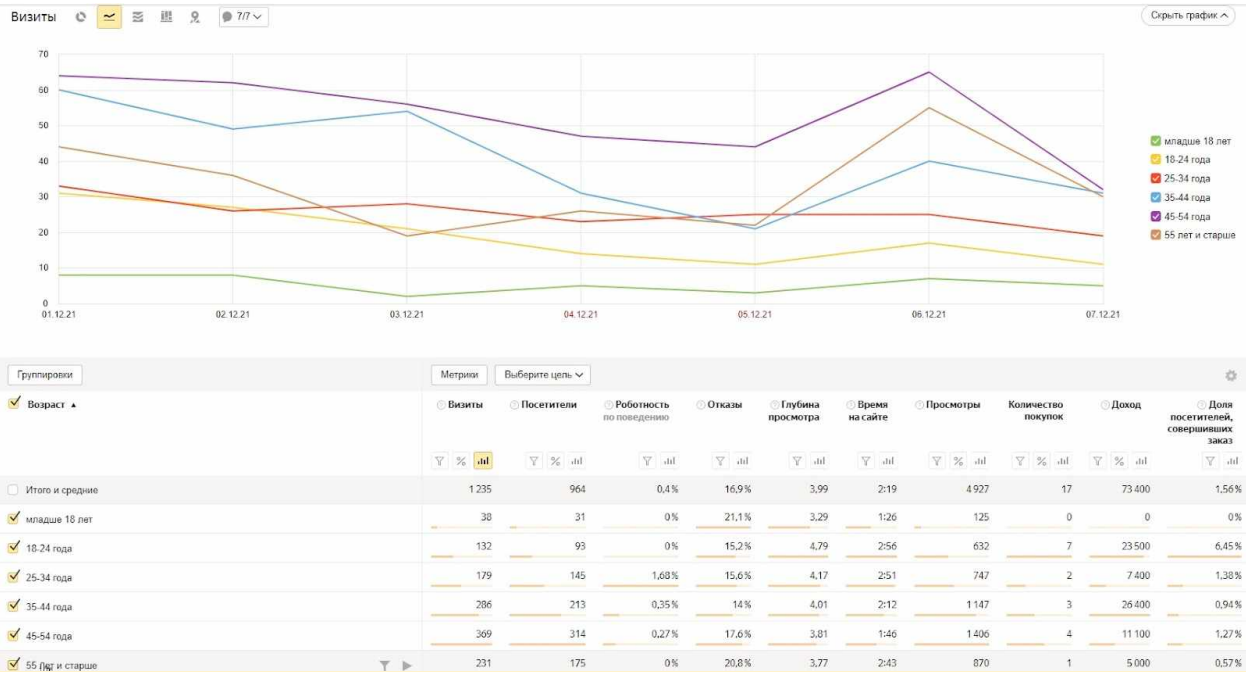 Визиты 7/7 Скрыть график
70
60
50
40
30
20
10
0
01.12.21 02.12.21 03.12.21 04.12.21 05.12.21 06.12.21 07.12.21
младше 18 лет
18-24 года
25-34 года
35-44 года
45-54 года
55 лет и старше
Группировки Метрики Выберите цель
Возраст Визиты Посетители Роботность Отказы Глубина Время Просмотры Количество Доход Доля
по поведению просмотра на сайте покупок посетителей,
совершивших
заказ
% % % % %
Итого и средние 1 235 964 0,4 % 16,9 % 3,99 2:19 4 927 17 73 400 1,56 %
младше 18 лет 38 31 0 % 21,1 % 3,29 1:26 125 0 0 0 %
18-24 года 132 93 0 % 15,2 % 4,79 2:56 632 7 23 500 6,45 %
25-34 года 179 145 1,68 % 15,6 % 4,17 2:51 747 2 7 400 1,38 %
35-44 года 286 213 0,35 % 14 % 4,01 2:12 1 147 3 26 400 0,94 %
45-54 года 369 314 0,27 % 17,6 % 3,81 1:46 1 406 4 11 100 1,27 %
55 лет и старше 231 175 0 % 20,8 % 3,77 2:43 870 1 5 000 0,57 %